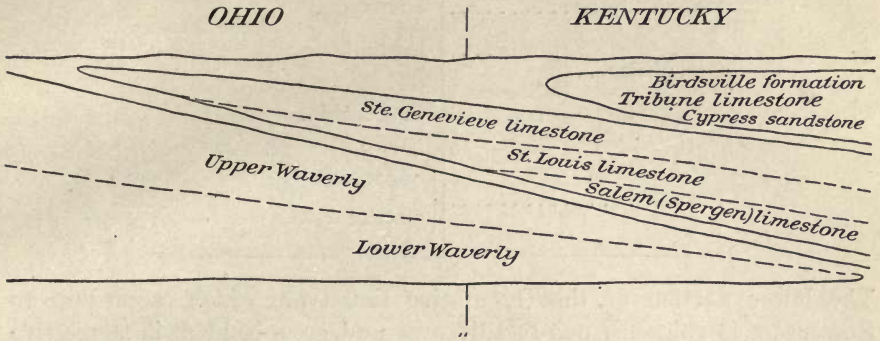 OHIO
KENTUCKY
Birdsville formation
Tribune limestone
Cypress sandstone
Ste. Genevieve limestone
St. Louis limestone
Salem (Spergen) limestone
Upper Waverly
Lower Waverly